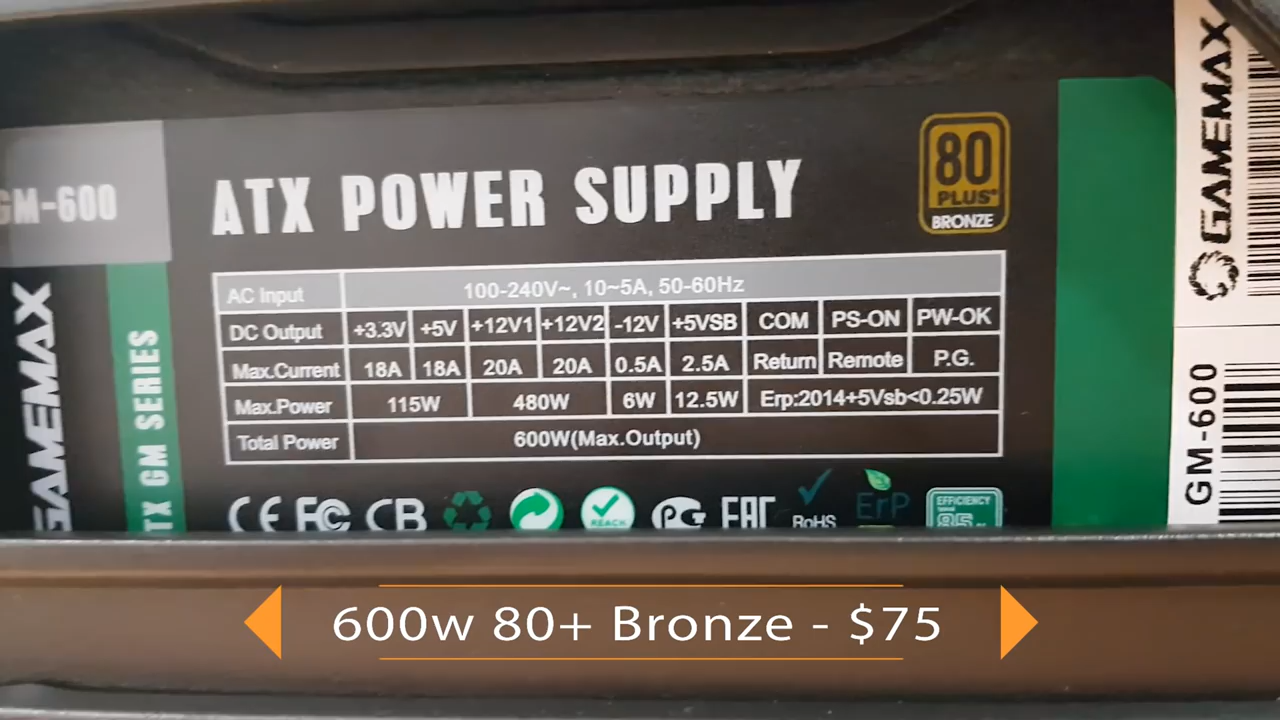 GM-600
ATX POWER SUPPLY
80
PLUS®
BRONZE
AC Input 100-240V~, 10~5A, 50-60Hz
DC Output +3.3V +5V +12V1 +12V2 -12V +5VSB COM PS-ON PW-OK
Max.Current 18A 18A 20A 20A 0.5A 2.5A Return Remote P.G.
Max.Power 115W 480W 6W 12.5W Erp:2014+5Vsb<0.25W
Total Power 600W(Max.Output)
CE FC CB REACH PG EAC RoHS ErP
EFFICIENCY
85
GAMEMAX
ATX GM SERIES
GAMEMAX
GM-600
600w 80+ Bronze - $75